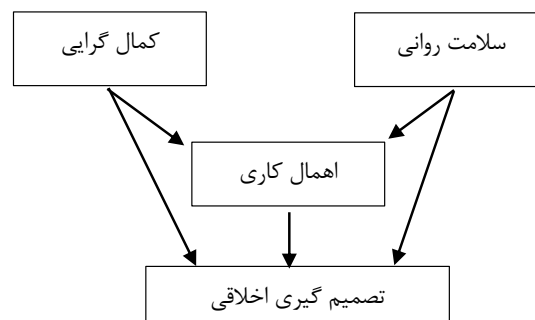 سلامت روانی
کمال گرایی
اهمال کاری
تصمیم گیری اخلاقی